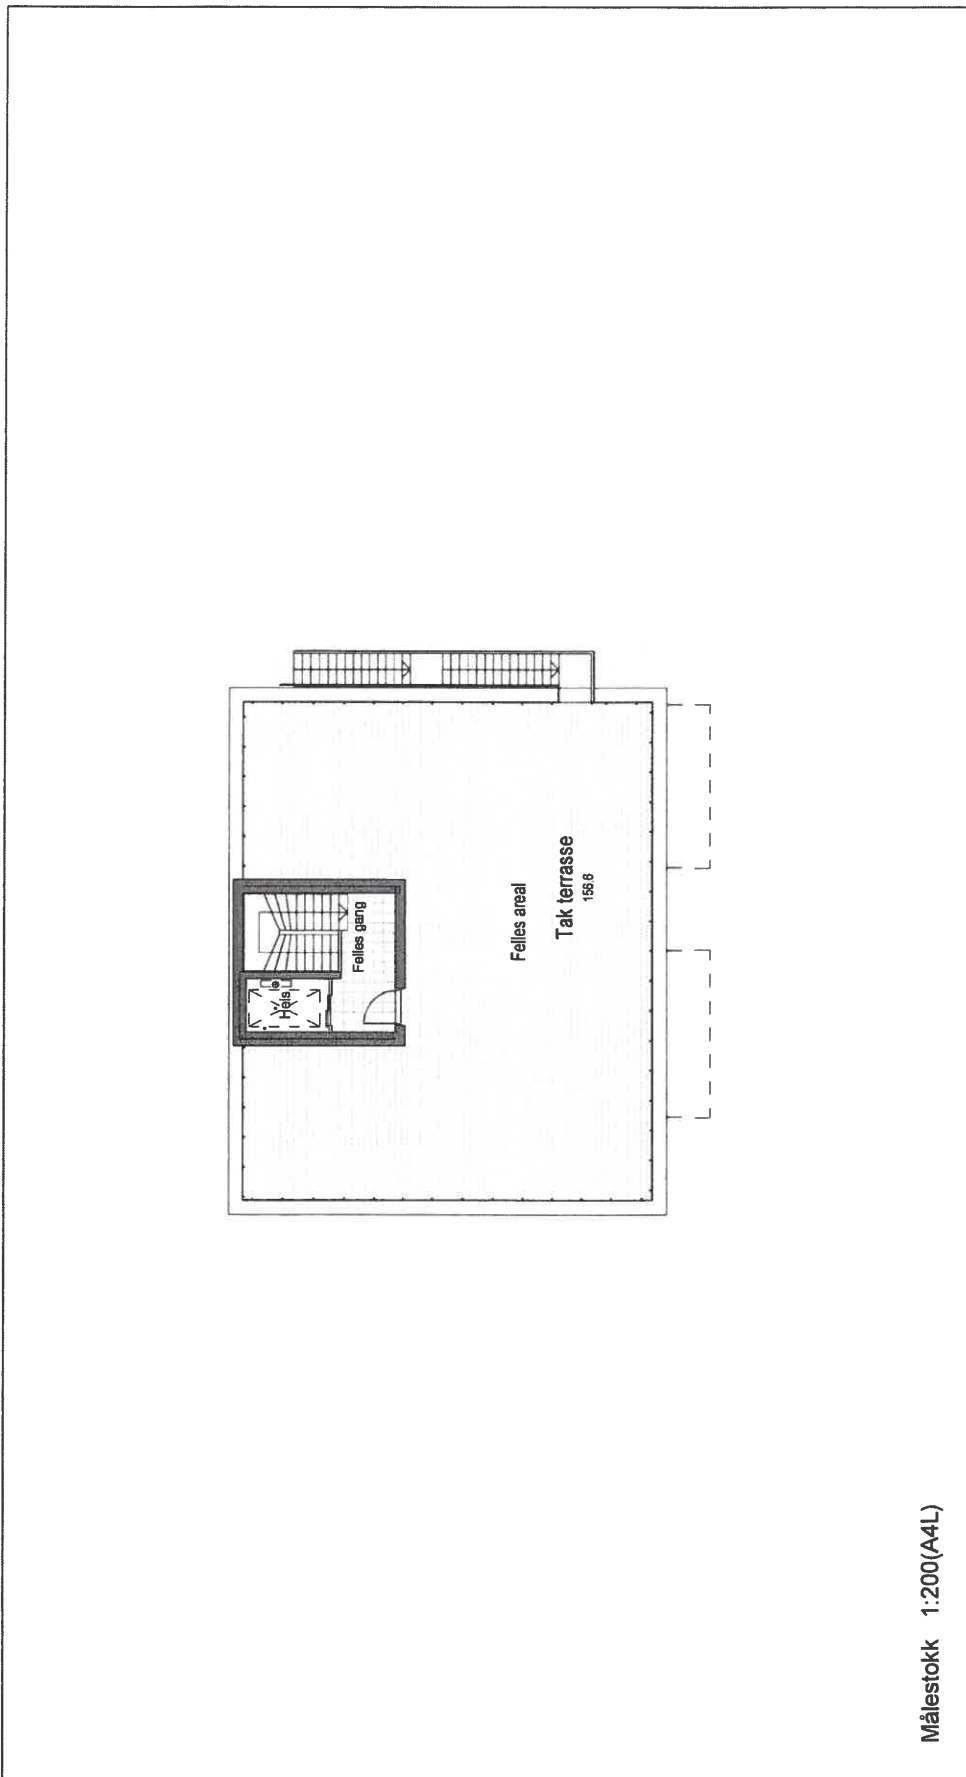 Heis
Felles gang
Felles areal
Tak terrasse
156.6
Målestokk 1:200(A4L)